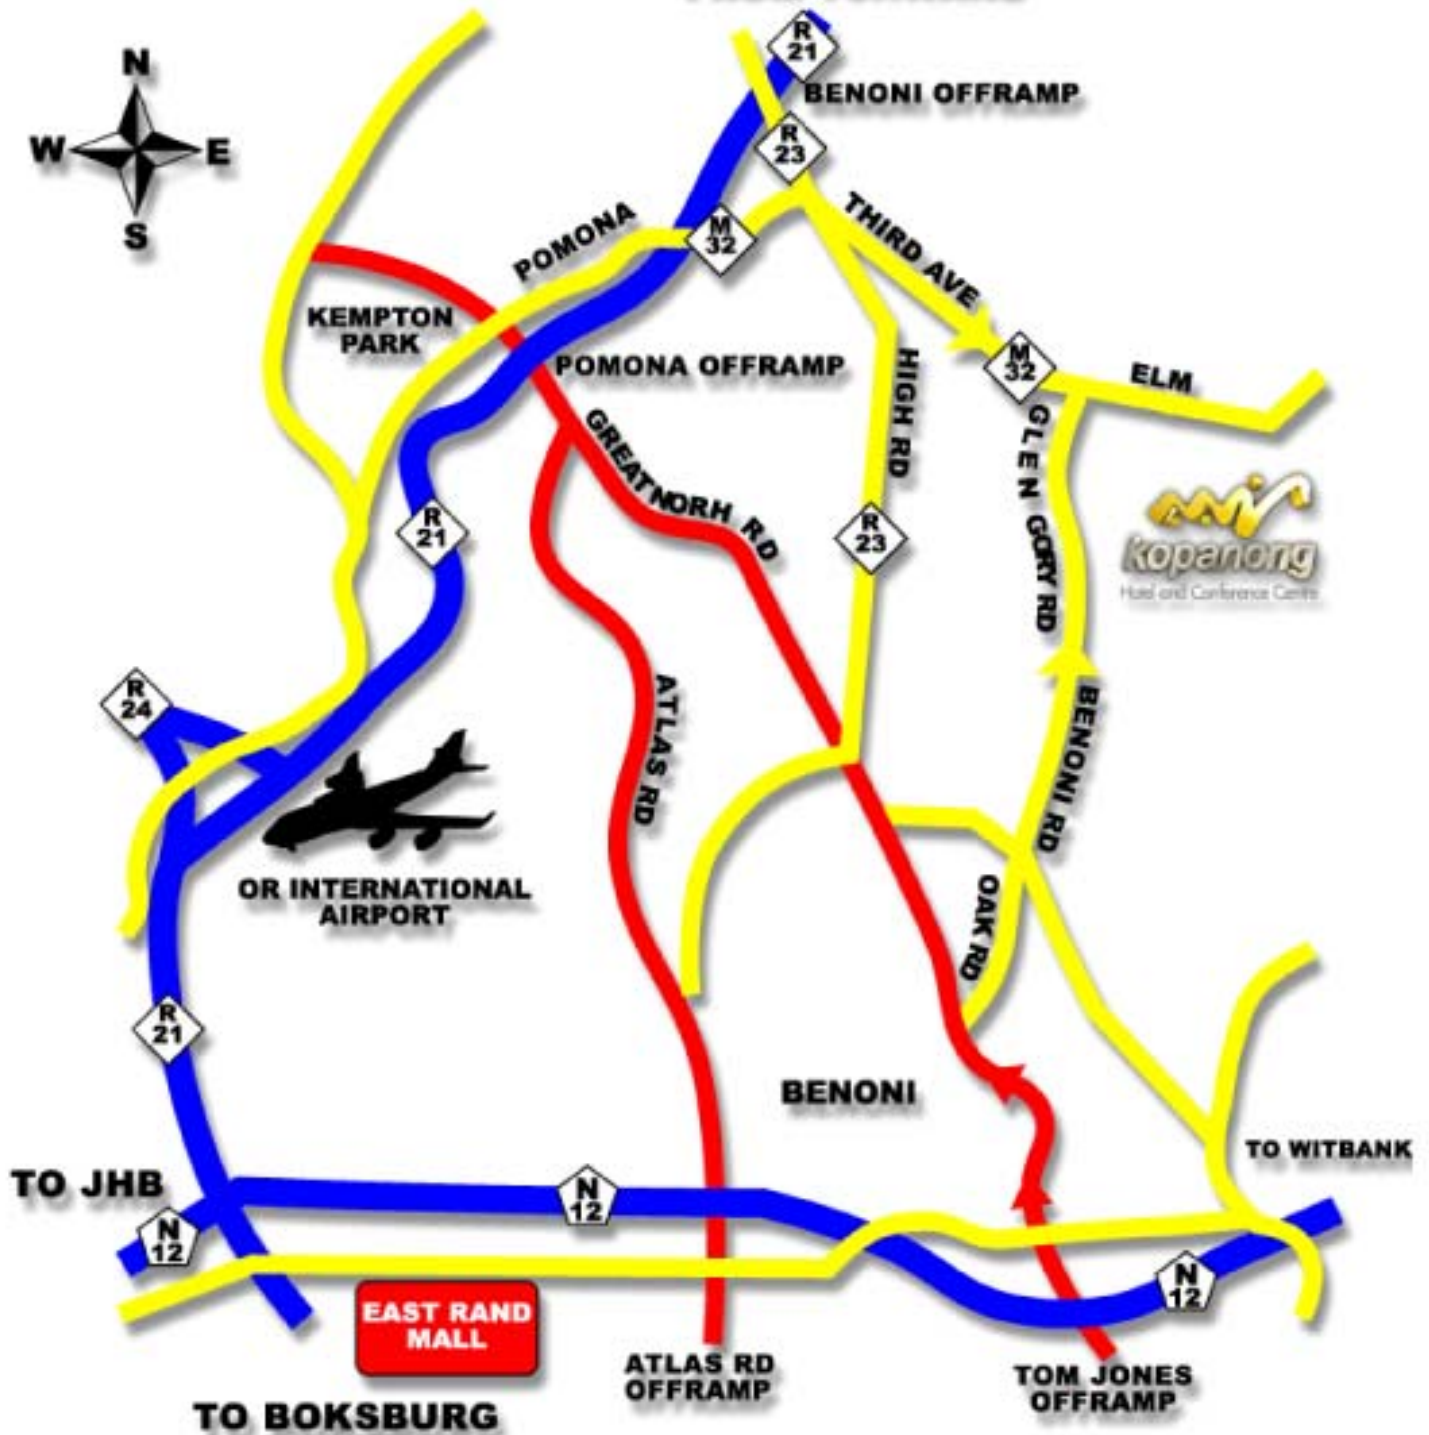 N
W
E
S
R
21
BENONI OFFRAMP
R
23
M
32
POMONA
THIRD AVE
KEMPTON
PARK
POMONA OFFRAMP
M
32
ELM
HIGH RD
GREATNORH RD
GLEN GORY RD
R
21
R
23
kopanong
Hotel and Conference Centre
R
24
ATLAS RD
BENONI RD
OR INTERNATIONAL
AIRPORT
OAK RD
R
21
BENONI
TO WITBANK
TO JHB
N
12
N
12
N
12
EAST RAND
MALL
ATLAS RD
OFFRAMP
TOM JONES
OFFRAMP
TO BOKSBURG